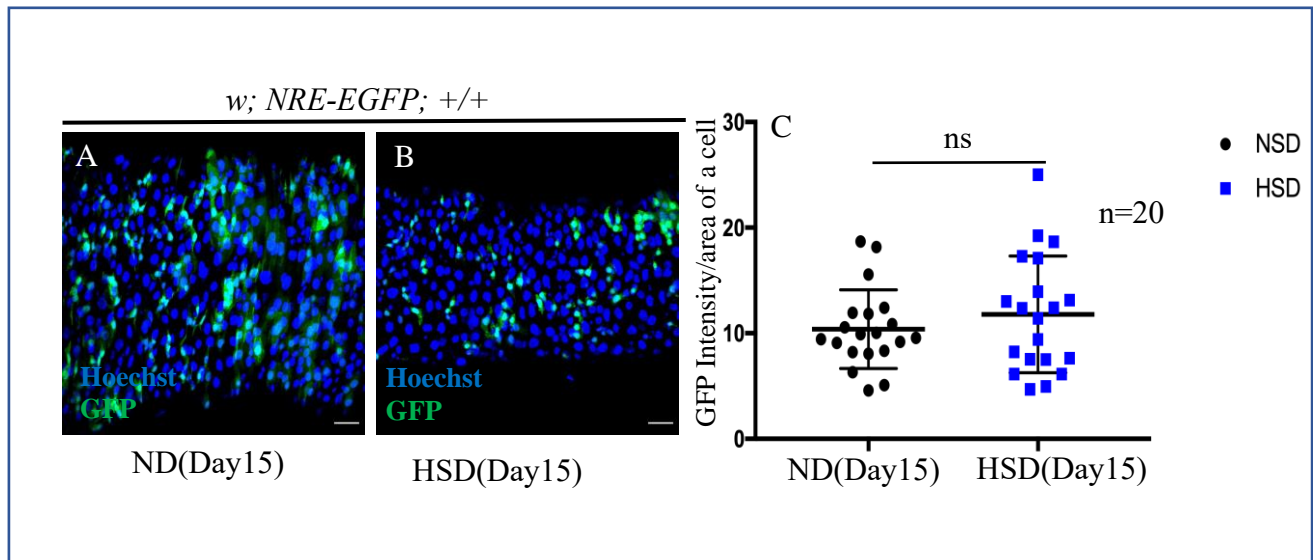 w; NRE-EGFP; +/+
A
Hoechst
GFP
ND(Day15)
B
Hoechst
GFP
HSD(Day15)
C
GFP Intensity/area of a cell
30
20
10
0
ns
n=20
ND(Day15)
HSD(Day15)
NSD
HSD